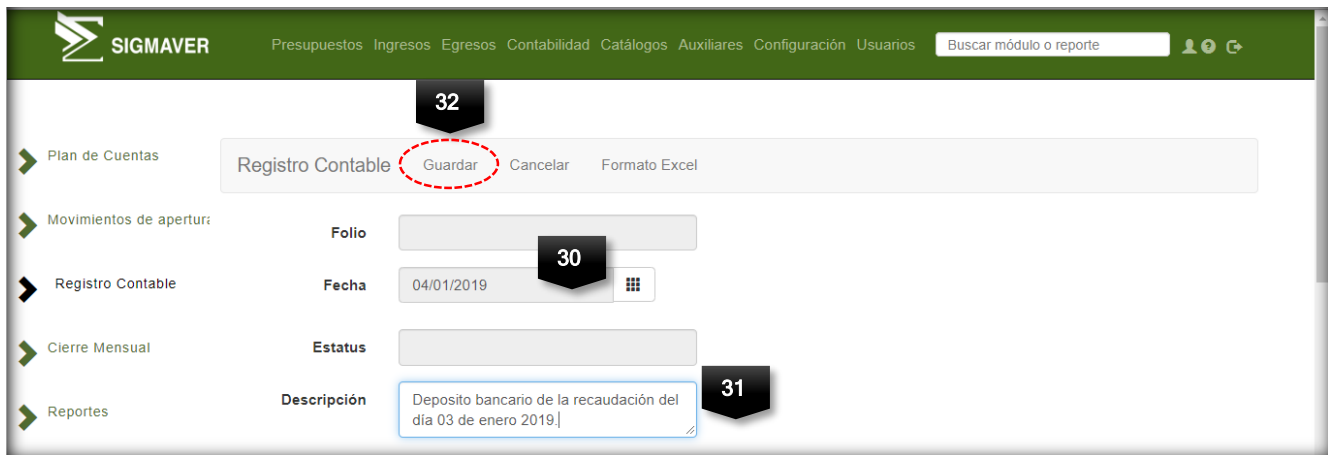 SIGMAVER
Presupuestos Ingresos Egresos Contabilidad Catálogos Auxiliares Configuración Usuarios
Buscar módulo o reporte
32
Plan de Cuentas
Registro Contable Guardar Cancelar Formato Excel
Movimientos de apertura
Folio
30
Registro Contable
Fecha 04/01/2019
Cierre Mensual
Estatus
Reportes
Descripción
Deposito bancario de la recaudación del
día 03 de enero 2019.
31